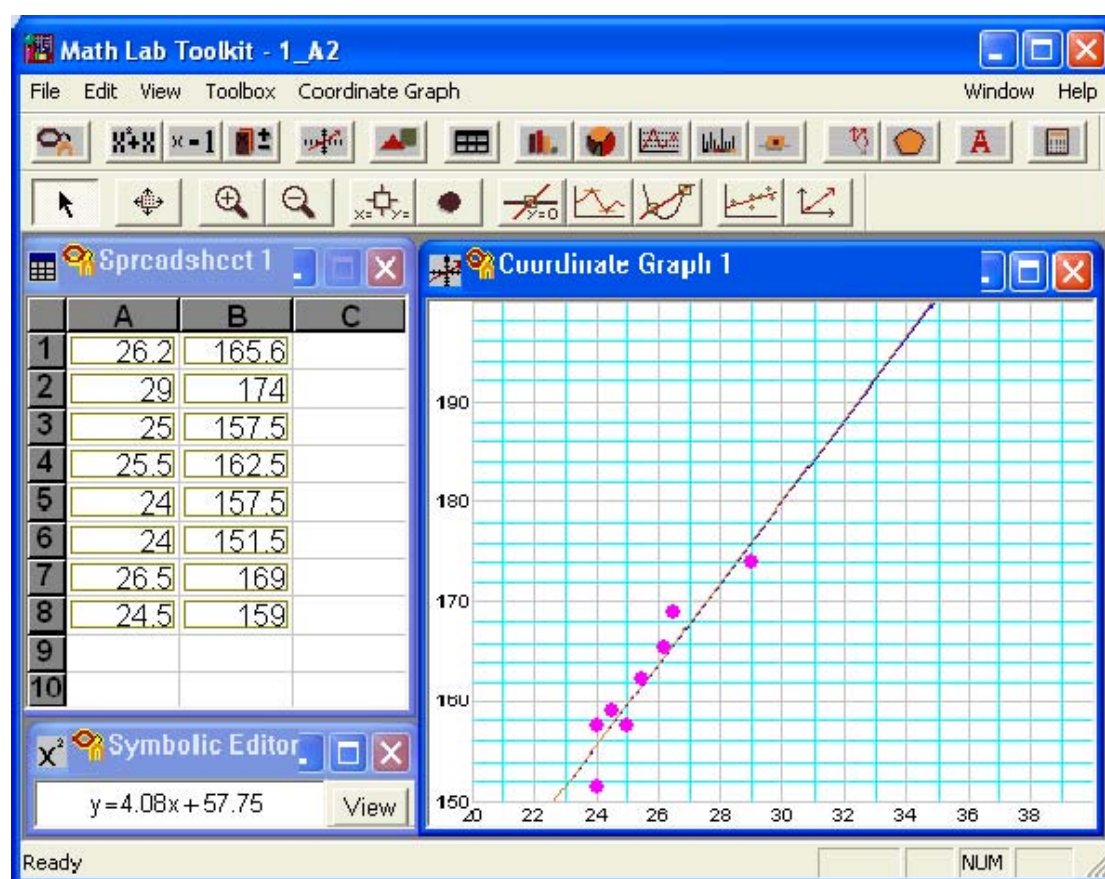 Math Lab Toolkit - 1_A2
File Edit View Toolbox Coordinate Graph Window Help
X²+X x=1 ± A
x= y= y=0
Spreadsheet 1
A B C
1 26.2 165.6
2 29 174
3 25 157.5
4 25.5 162.5
5 24 157.5
6 24 151.5
7 26.5 169
8 24.5 159
9
10
Coordinate Graph 1
190
180
170
160
150
20 22 24 26 28 30 32 34 36 38
x² Symbolic Editor
y=4.08x+57.75 View
Ready NUM